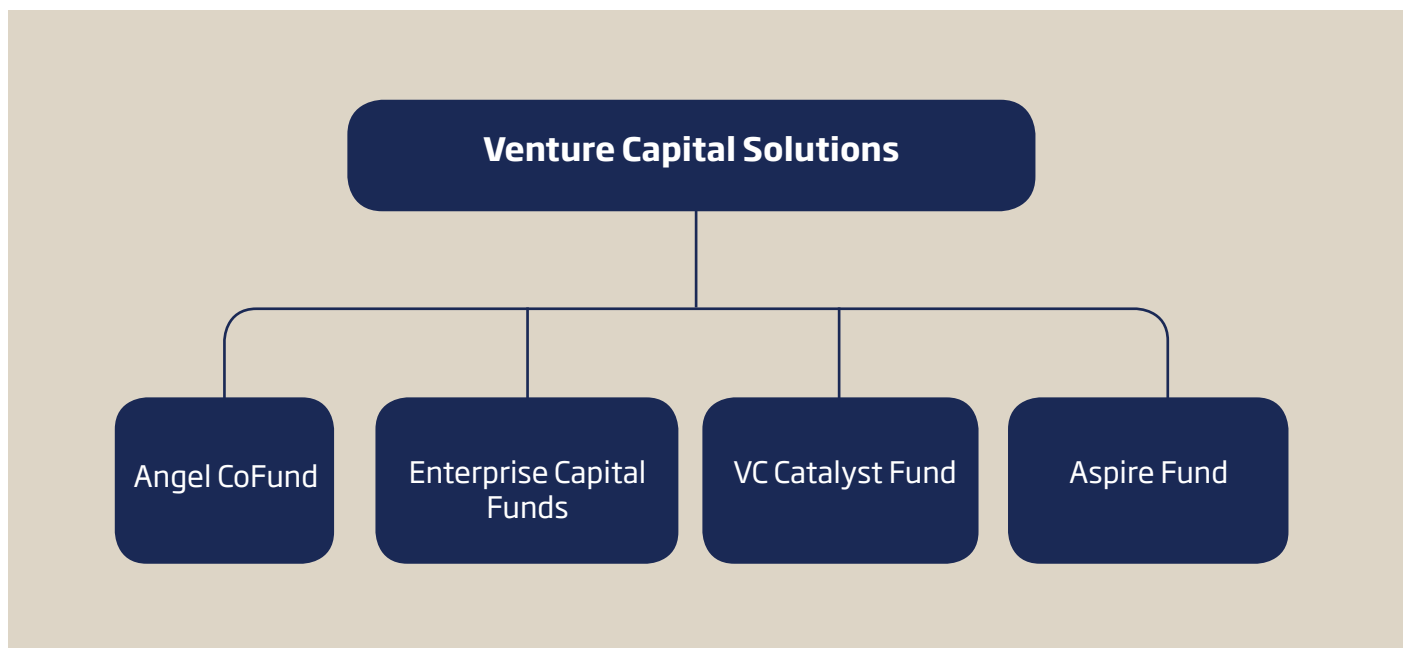 Venture Capital Solutions
Angel CoFund
Enterprise Capital
Funds
VC Catalyst Fund
Aspire Fund